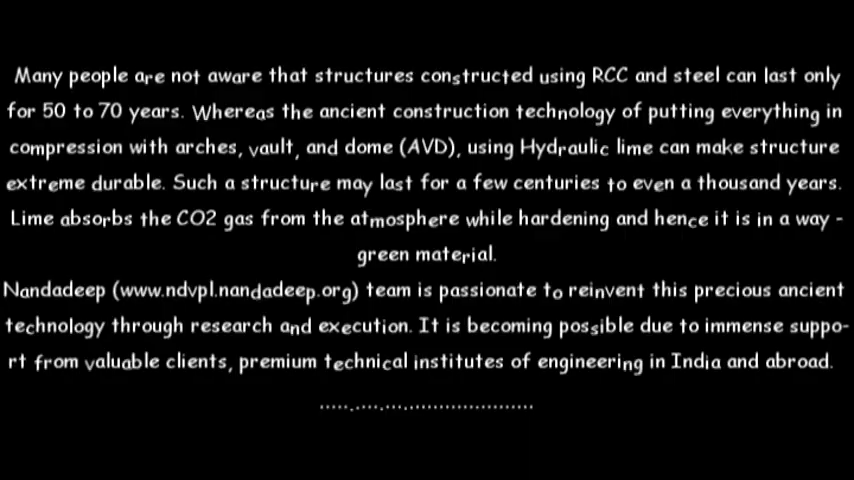 Many people are not aware that structures constructed using RCC and steel can last only
for 50 to 70 years. Whereas the ancient construction technology of putting everything in
compression with arches, vault, and dome (AVD), using Hydraulic lime can make structure
extreme durable. Such a structure may last for a few centuries to even a thousand years.
Lime absorbs the CO2 gas from the atmosphere while hardening and hence it is in a way -
green material.
Nandadeep (www.ndvpl.nandadeep.org) team is passionate to reinvent this precious ancient
technology through research and execution. It is becoming possible due to immense suppo-
rt from valuable clients, premium technical institutes of engineering in India and abroad.
.......................................